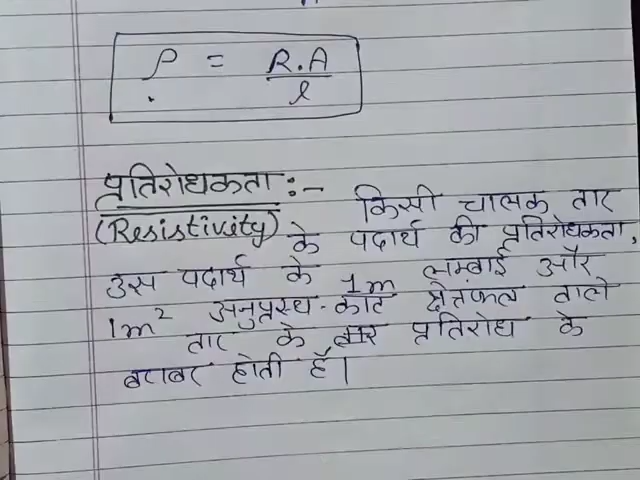 ρ = R.A / l
प्रतिरोधकता :-
(Resistivity) किसी चालक तार
के पदार्थ की प्रतिरोधकता,
उस पदार्थ के 1m लम्बाई और
1m² अनुप्रस्थ-काट क्षेत्रफल वाले
तार के प्रतिरोध के
बराबर होती है।